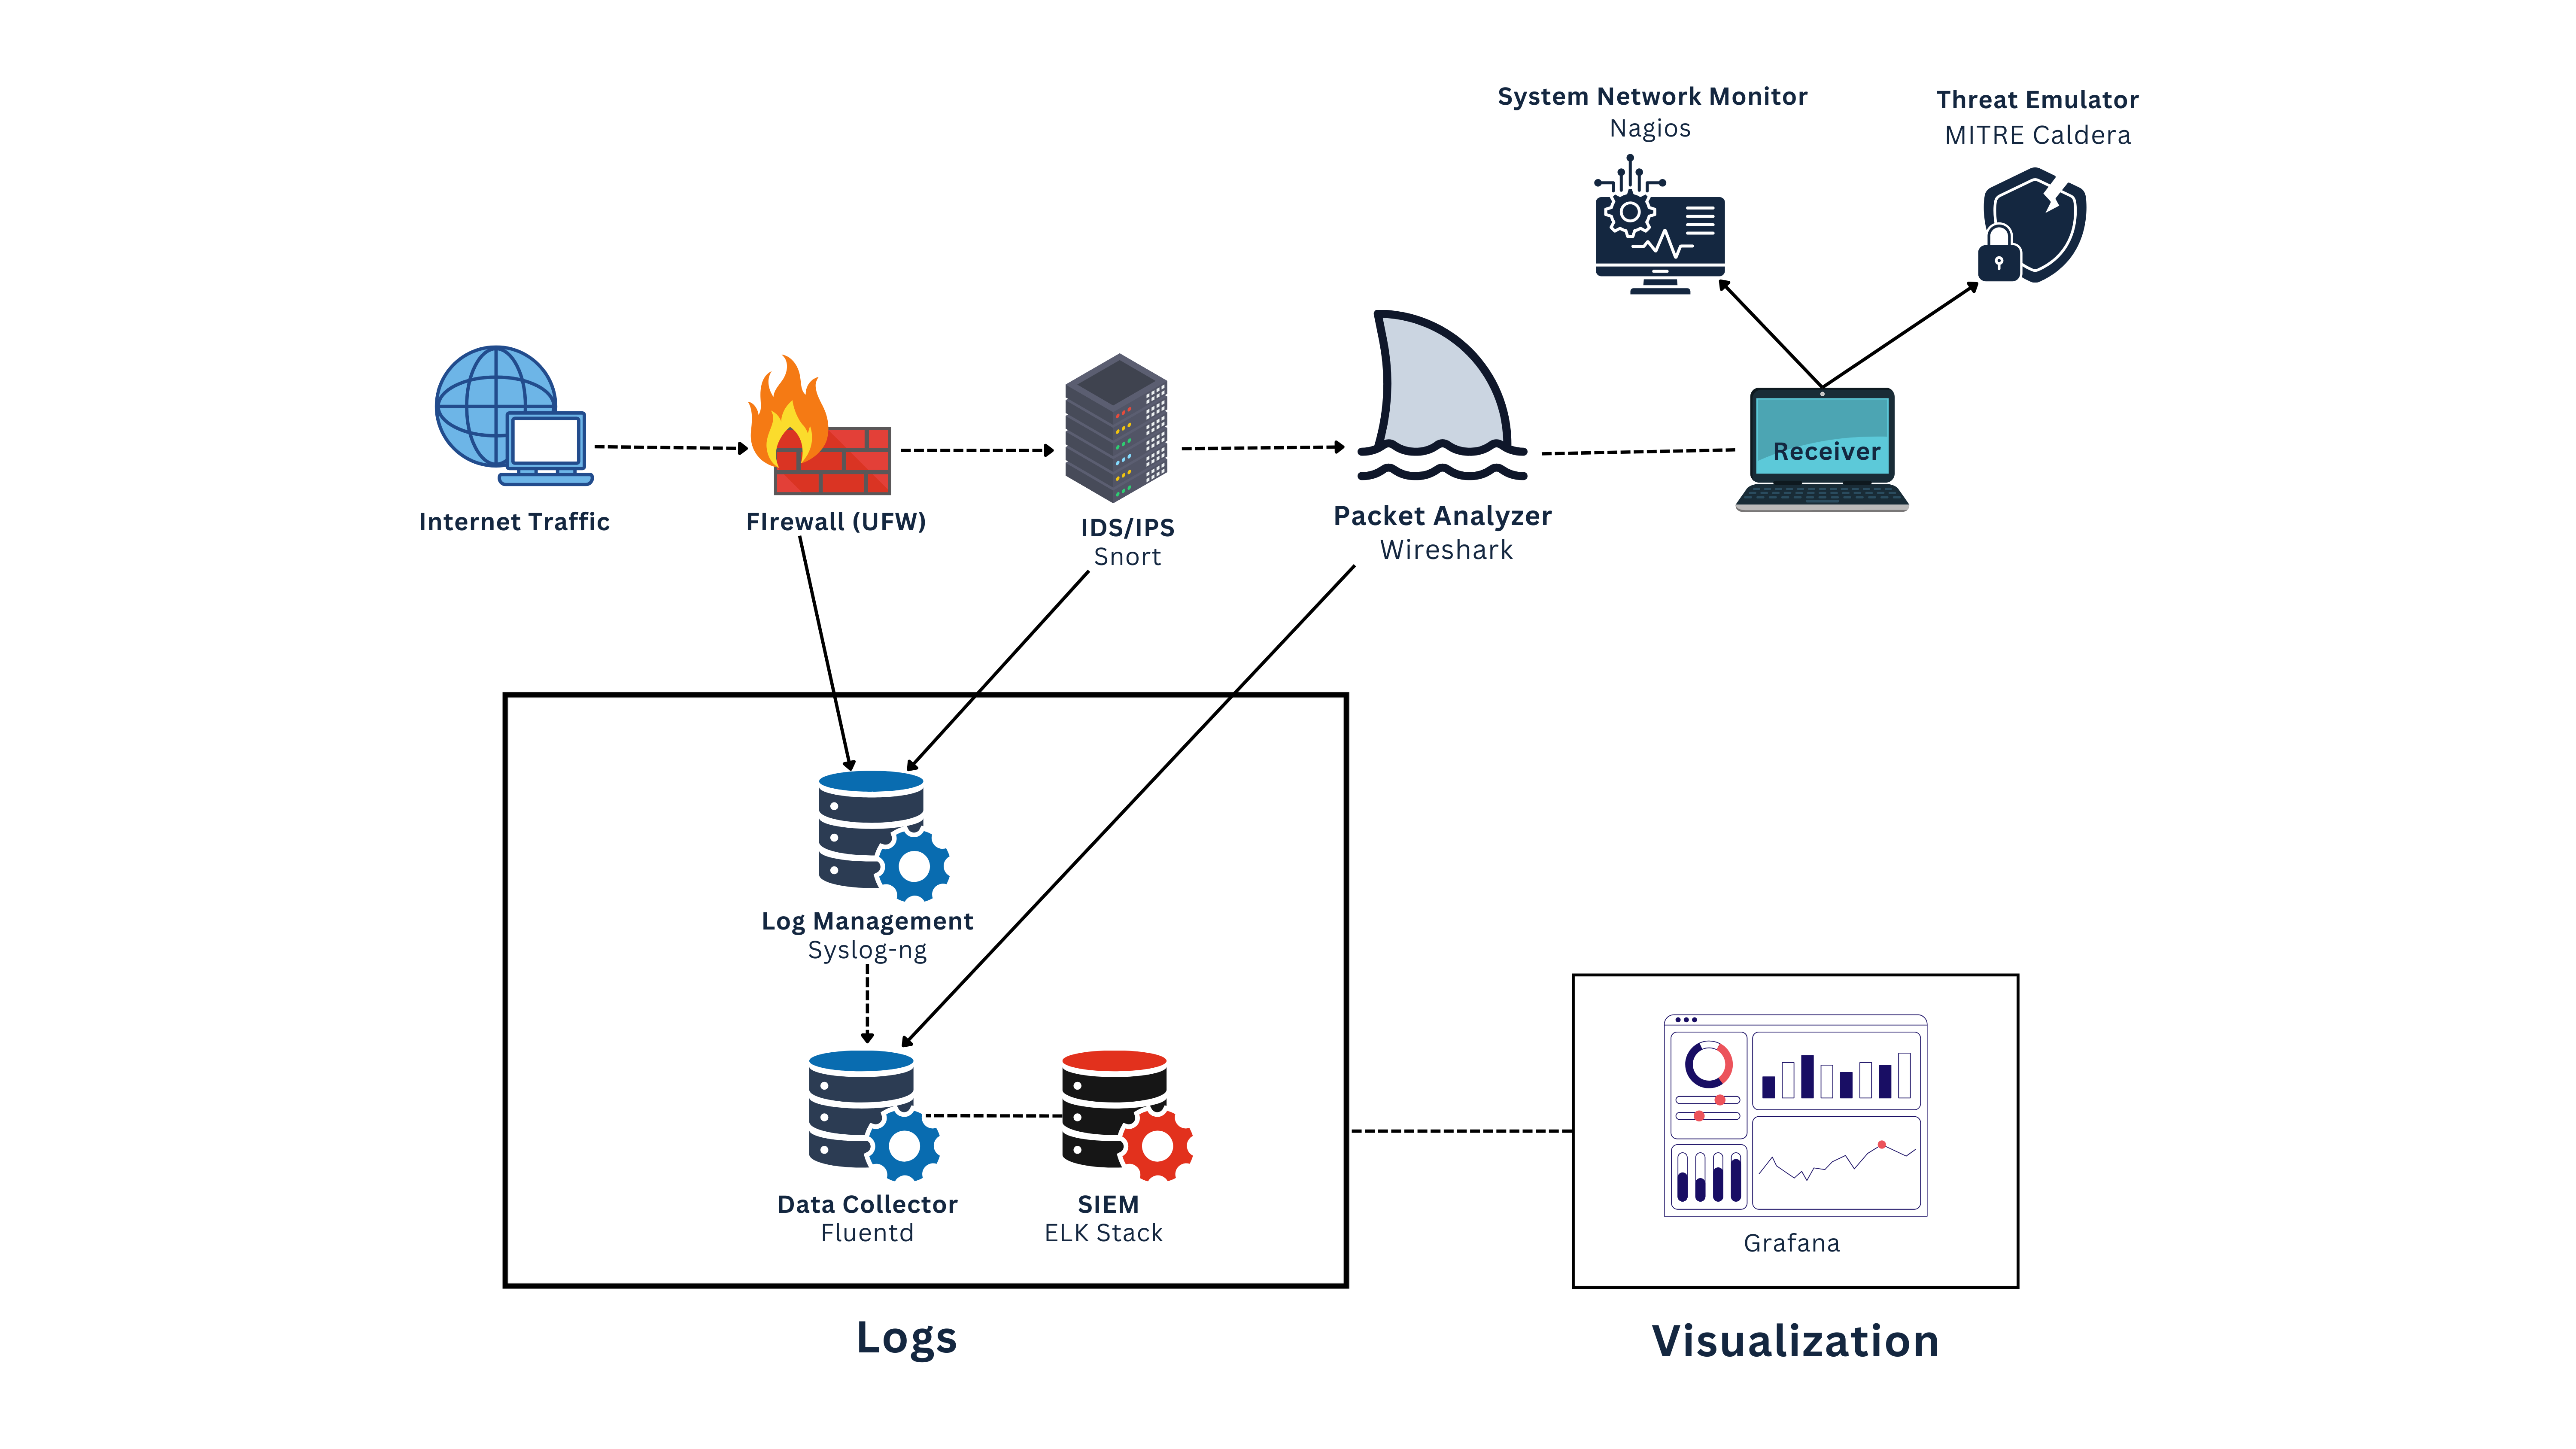 System Network Monitor
Nagios
Threat Emulator
MITRE Caldera
Internet Traffic
FIrewall (UFW)
IDS/IPS
Snort
Packet Analyzer
Wireshark
Receiver
Log Management
Syslog-ng
Data Collector
Fluentd
SIEM
ELK Stack
Grafana
Logs
Visualization